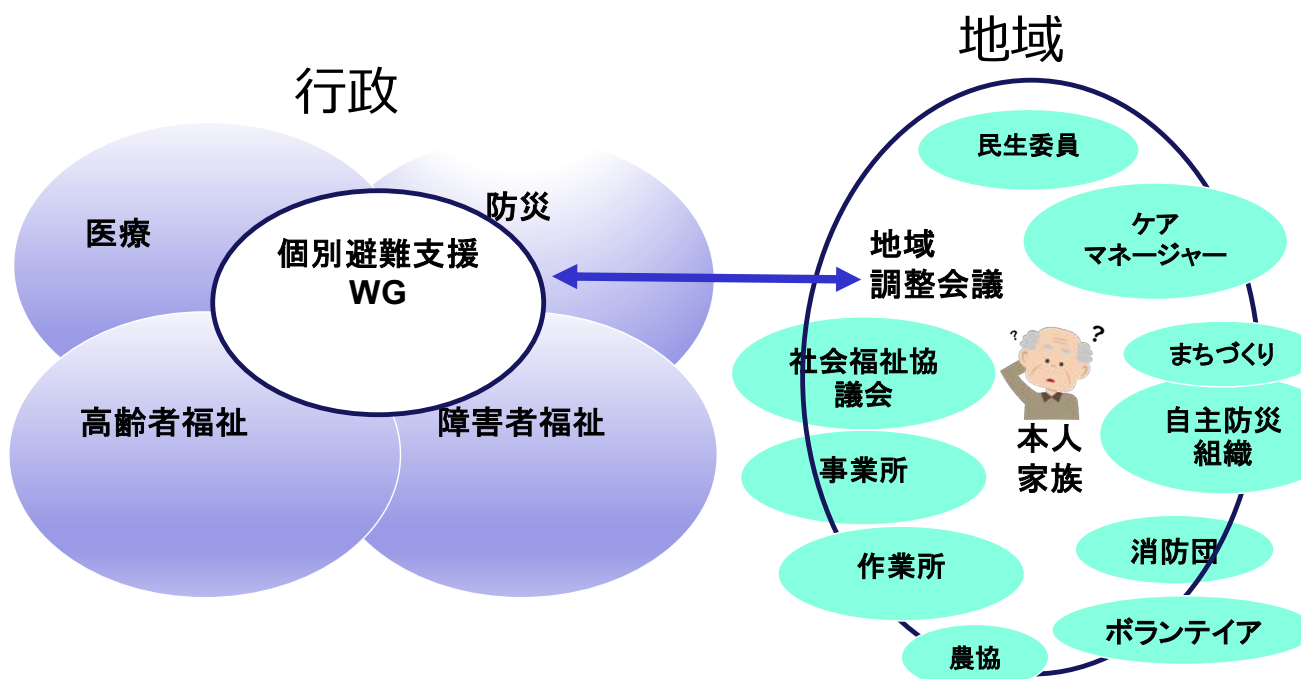 行政
医療
防災
個別避難支援
WG
高齢者福祉
障害者福祉
地域
民生委員
ケア
マネージャー
地域
調整会議
?
?
社会福祉協
議会
まちづくり
自主防災
組織
本人
家族
事業所
消防団
作業所
ボランテイア
農協